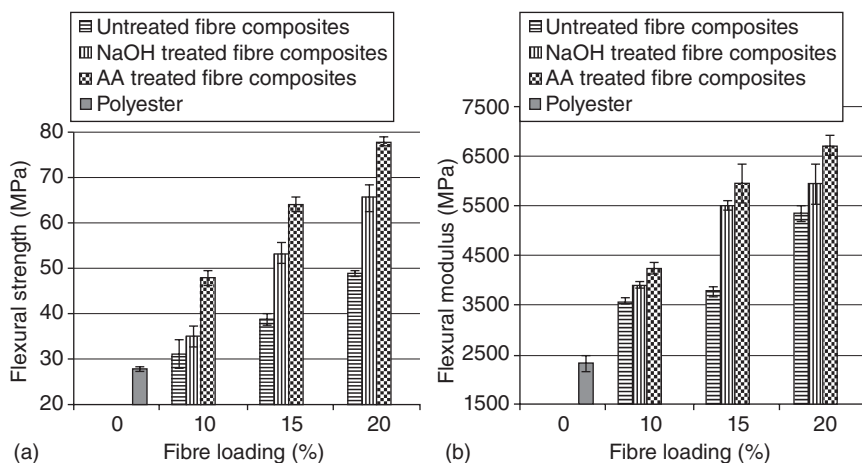 Untreated fibre composites
NaOH treated fibre composites
AA treated fibre composites
Polyester
80
70
60
50
40
30
20
Flexural strength (MPa)
0 10 15 20
(a) Fibre loading (%)
Untreated fibre composites
NaOH treated fibre composites
AA treated fibre composites
Polyester
7500
6500
5500
4500
3500
2500
1500
Flexural modulus (MPa)
0 10 15 20
(b) Fibre loading (%)